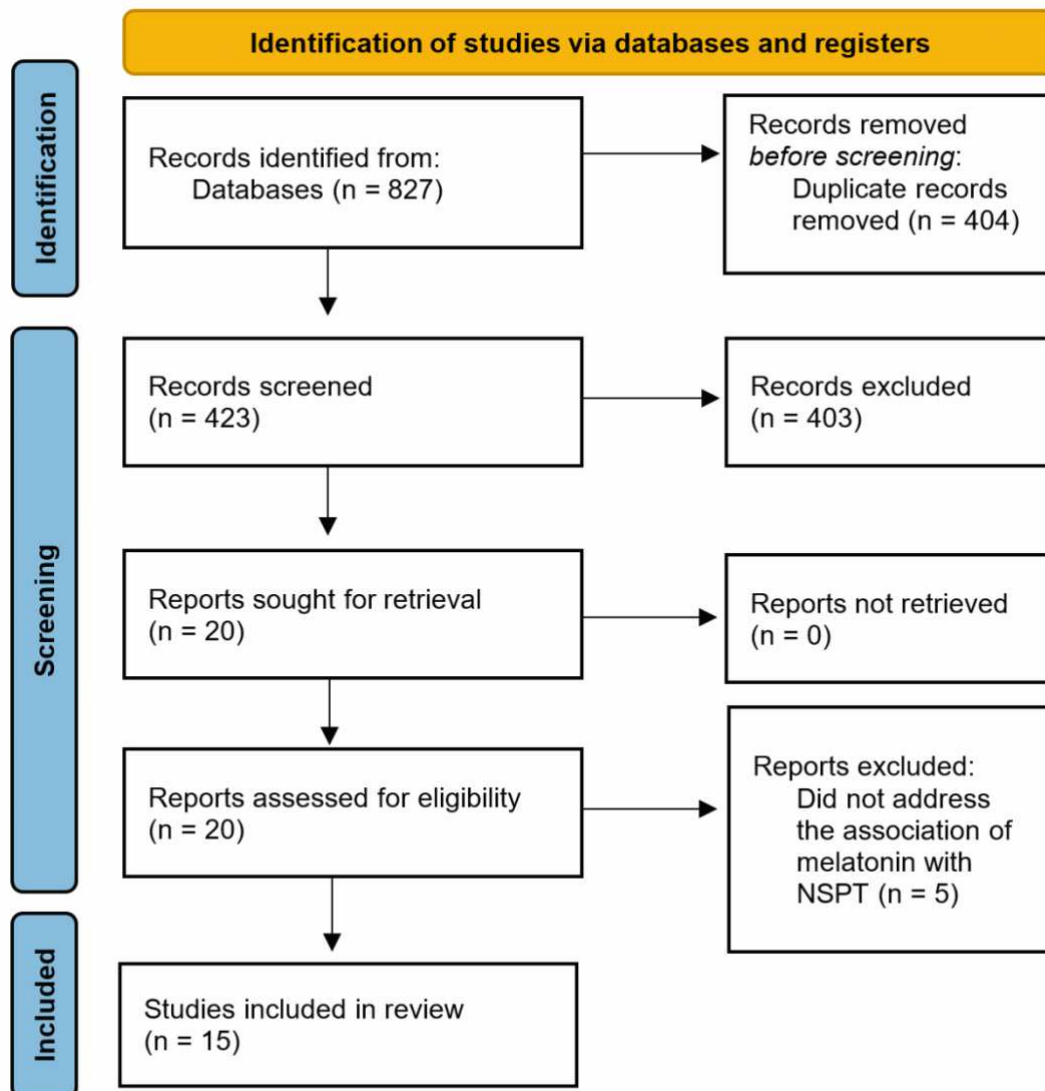 Identification of studies via databases and registers
Identification
Records identified from:
Databases (n = 827)
Records removed
before screening:
Duplicate records
removed (n = 404)
Screening
Records screened
(n = 423)
Records excluded
(n = 403)
Reports sought for retrieval
(n = 20)
Reports not retrieved
(n = 0)
Reports assessed for eligibility
(n = 20)
Reports excluded:
Did not address
the association of
melatonin with
NSPT (n = 5)
Included
Studies included in review
(n = 15)